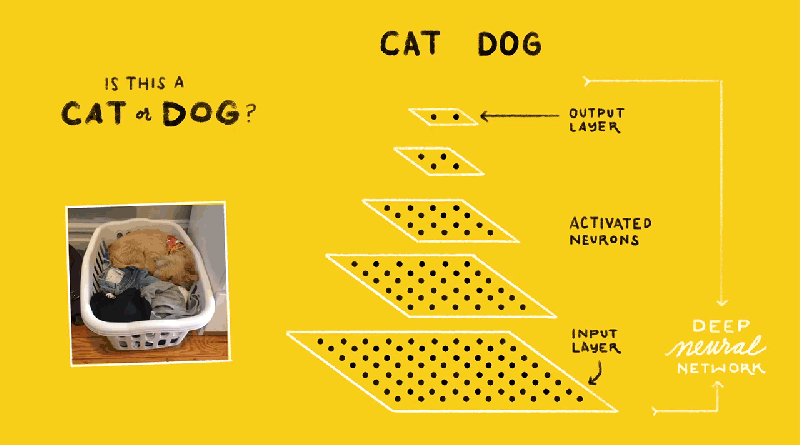 CAT DOG
IS THIS A
CAT or DOG?
OUTPUT
LAYER
ACTIVATED
NEURONS
INPUT
LAYER
DEEP
neural
NETWORK